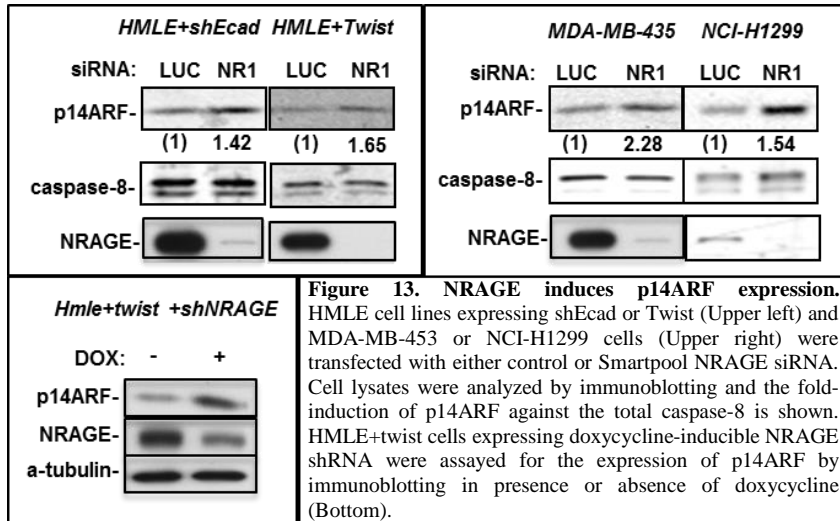 HMLE+shEcad HMLE+Twist
siRNA: LUC NR1 LUC NR1
p14ARF-
(1) 1.42 (1) 1.65
caspase-8-
NRAGE-
MDA-MB-435 NCI-H1299
siRNA: LUC NR1 LUC NR1
p14ARF-
(1) 2.28 (1) 1.54
caspase-8-
NRAGE-
Hmle+twist +shNRAGE
DOX: - +
p14ARF-
NRAGE-
a-tubulin-
Figure 13. NRAGE induces p14ARF expression.
HMLE cell lines expressing shEcad or Twist (Upper left) and
MDA-MB-453 or NCI-H1299 cells (Upper right) were
transfected with either control or Smartpool NRAGE siRNA.
Cell lysates were analyzed by immunoblotting and the fold-
induction of p14ARF against the total caspase-8 is shown.
HMLE+twist cells expressing doxycycline-inducible NRAGE
shRNA were assayed for the expression of p14ARF by
immunoblotting in presence or absence of doxycycline
(Bottom).